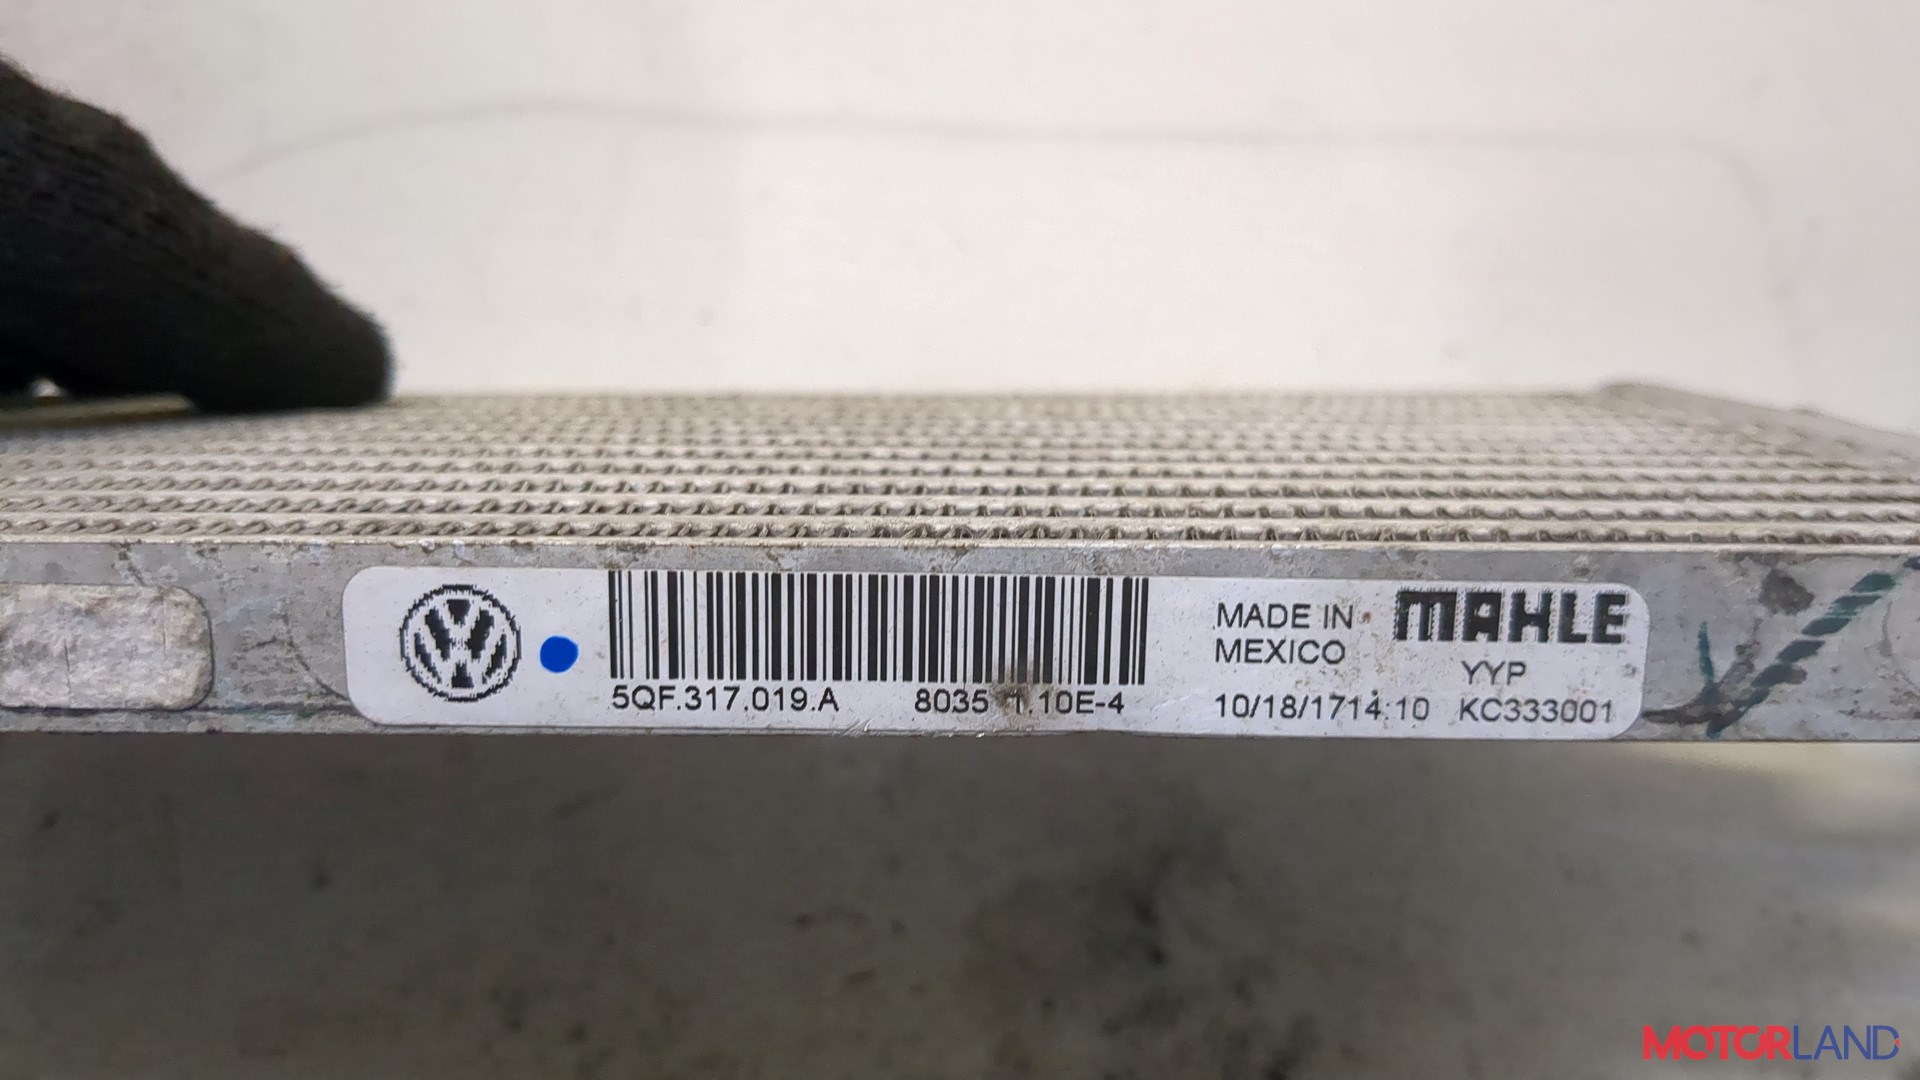 5QF.317.019.A 8035 1.10E-4
MADE IN
MEXICO
10/18/1714:10
MAHLE
YYP
KC333001
MOTORLAND